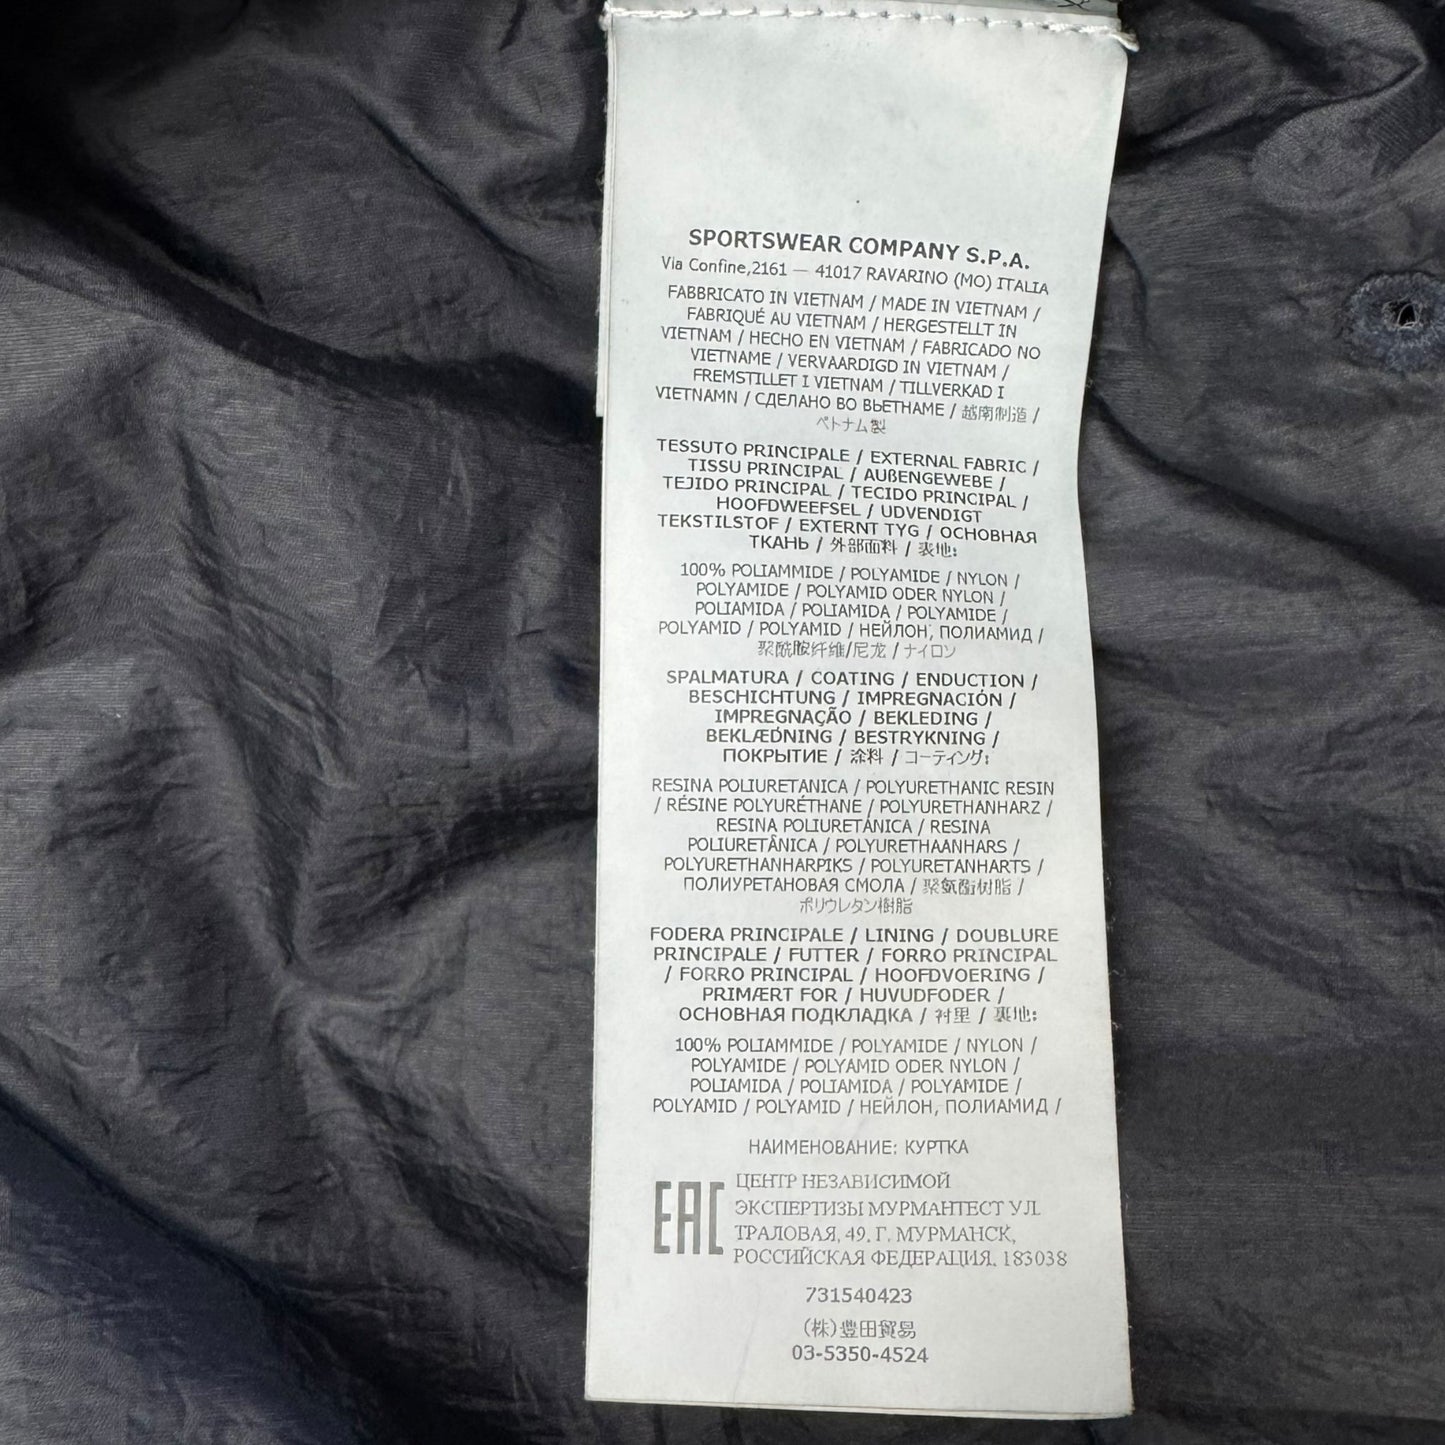 SPORTSWEAR COMPANY S.P.A.
Via Confine,2161 — 41017 RAVARINO (MO) ITALIA
FABBRICATO IN VIETNAM / MADE IN VIETNAM /
FABRIQUÉ AU VIETNAM / HERGESTELLT IN
VIETNAM / HECHO EN VIETNAM / FABRICADO NO
VIETNAME / VERVAARDIGD IN VIETNAM /
FREMSTILLET I VIETNAM / TILLVERKAD I
VIETNAMN / СДЕЛАНО ВО ВЬЕТНАМЕ / 越南制造 /
ベトナム製
TESSUTO PRINCIPALE / EXTERNAL FABRIC /
TISSU PRINCIPAL / AUßENGEWEBE /
TEJIDO PRINCIPAL / TECIDO PRINCIPAL /
HOOFDWEEFSEL / UDVENDIGT
TEKSTILSTOF / EXTERNT TYG / ОСНОВНАЯ
ТКАНЬ / 外部面料 / 表地:
100% POLIAMMIDE / POLYAMIDE / NYLON /
POLYAMIDE / POLYAMID ODER NYLON /
POLIAMIDA / POLIAMIDA / POLYAMIDE /
POLYAMID / POLYAMID / НЕЙЛОН, ПОЛИАМИД /
聚酰胺纤维/尼龙 / ナイロン
SPALMATURA / COATING / ENDUCTION /
BESCHICHTUNG / IMPREGNACIÓN /
IMPREGNAÇÃO / BEKLEDING /
BEKLÆDNING / BESTRYKNING /
ПОКРЫТИЕ / 涂料 / コーティング:
RESINA POLIURETANICA / POLYURETHANIC RESIN
/ RÉSINE POLYURÉTHANE / POLYURETHANHARZ /
RESINA POLIURETÁNICA / RESINA
POLIURETÂNICA / POLYURETHAANHARS /
POLYURETHANHARPIKS / POLYURETANHARTS /
ПОЛИУРЕТАНОВАЯ СМОЛА / 聚氨酯树脂 /
ポリウレタン樹脂
FODERA PRINCIPALE / LINING / DOUBLURE
PRINCIPALE / FUTTER / FORRO PRINCIPAL
/ FORRO PRINCIPAL / HOOFDVOERING /
PRIMÆRT FOR / HUVUDFODER /
ОСНОВНАЯ ПОДКЛАДКА / 衬里 / 裏地:
100% POLIAMMIDE / POLYAMIDE / NYLON /
POLYAMIDE / POLYAMID ODER NYLON /
POLIAMIDA / POLIAMIDA / POLYAMIDE /
POLYAMID / POLYAMID / НЕЙЛОН, ПОЛИАМИД /
НАИМЕНОВАНИЕ: КУРТКА
EAC ЦЕНТР НЕЗАВИСИМОЙ
ЭКСПЕРТИЗЫ МУРМАНТЕСТ УЛ.
ТРАЛОВАЯ, 49, Г. МУРМАНСК,
РОССИЙСКАЯ ФЕДЕРАЦИЯ, 183038
731540423
(株)豊田貿易
03-5350-4524